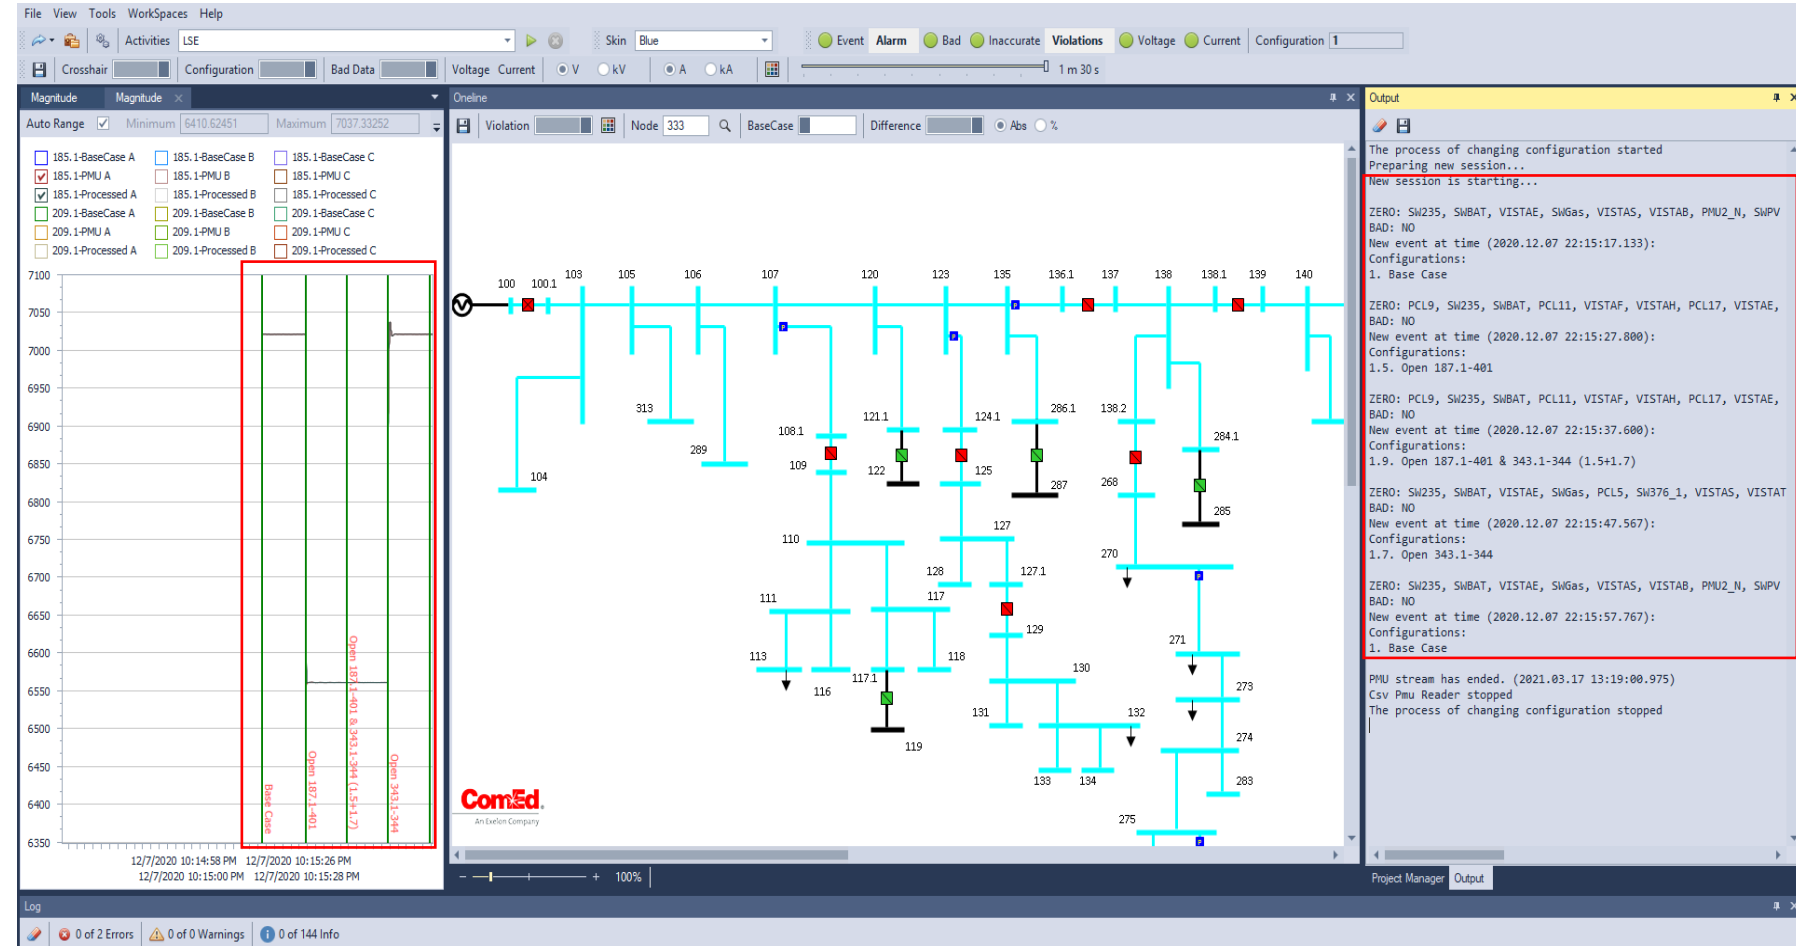 File View Tools WorkSpaces Help
Activities LSE Skin Blue Event Alarm Bad Inaccurate Violations Voltage Current Configuration 1
Crosshair Configuration Bad Data Voltage Current V kV A kA 1 m 30 s
Magnitude Magnitude
Auto Range Minimum 6410.62451 Maximum 7037.33252
185.1-BaseCase A 185.1-BaseCase B 185.1-BaseCase C
185.1-PMU A 185.1-PMU B 185.1-PMU C
185.1-Processed A 185.1-Processed B 185.1-Processed C
209.1-BaseCase A 209.1-BaseCase B 209.1-BaseCase C
209.1-PMU A 209.1-PMU B 209.1-PMU C
209.1-Processed A 209.1-Processed B 209.1-Processed C
7100
7050
7000
6950
6900
6850
6800
6750
6700
6650
6600
6550
6500
6450
6400
6350
Base Case
Open 187.1-401
Open 187.1-401 & 343.1-344 (1.5+1.7)
Open 343.1-344
12/7/2020 10:14:58 PM 12/7/2020 10:15:26 PM
12/7/2020 10:15:00 PM 12/7/2020 10:15:28 PM
Oneline
Violation Node 333 BaseCase Difference Abs %
100 100.1 103 105 106 107 120 123 135 136.1 137 138 138.1 139 140
P
P
P
313 121.1 124.1 286.1 138.2
108.1 284.1
289
109 122 125 268
104 287
285
127
110 270
128 127.1
P
111 117
129
271
113 118 130
116 117.1 273
131 132
119 274
133 134 283
ComEd.
An Exelon Company
275
P
100%
Output
The process of changing configuration started
Preparing new session...
New session is starting...
ZERO: SW235, SWBAT, VISTAE, SWGas, VISTAS, VISTAB, PMU2_N, SWPV
BAD: NO
New event at time (2020.12.07 22:15:17.133):
Configurations:
1. Base Case
ZERO: PCL9, SW235, SWBAT, PCL11, VISTAF, VISTAH, PCL17, VISTAE,
BAD: NO
New event at time (2020.12.07 22:15:27.800):
Configurations:
1.5. Open 187.1-401
ZERO: PCL9, SW235, SWBAT, PCL11, VISTAF, VISTAH, PCL17, VISTAE,
BAD: NO
New event at time (2020.12.07 22:15:37.600):
Configurations:
1.9. Open 187.1-401 & 343.1-344 (1.5+1.7)
ZERO: SW235, SWBAT, VISTAE, SWGas, PCL5, SW376_1, VISTAS, VISTAT
BAD: NO
New event at time (2020.12.07 22:15:47.567):
Configurations:
1.7. Open 343.1-344
ZERO: SW235, SWBAT, VISTAE, SWGas, VISTAS, VISTAB, PMU2_N, SWPV
BAD: NO
New event at time (2020.12.07 22:15:57.767):
Configurations:
1. Base Case
PMU stream has ended. (2021.03.17 13:19:00.975)
Csv Pmu Reader stopped
The process of changing configuration stopped
Project Manager Output
Log
0 of 2 Errors 0 of 0 Warnings 0 of 144 Info